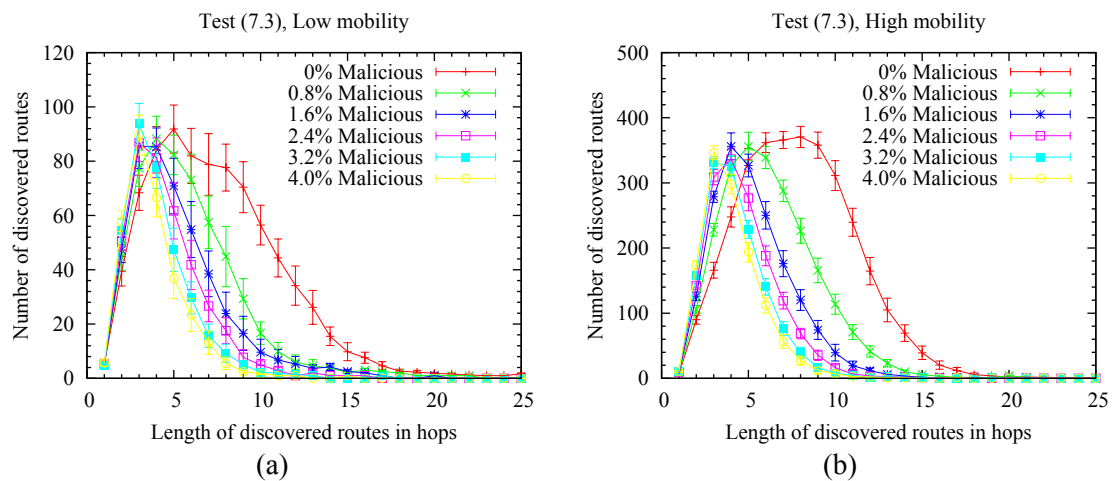 Test (7.3), Low mobility
Number of discovered routes
120
100
80
60
40
20
0
0% Malicious
0.8% Malicious
1.6% Malicious
2.4% Malicious
3.2% Malicious
4.0% Malicious
0 5 10 15 20 25
Length of discovered routes in hops
(a)
Test (7.3), High mobility
Number of discovered routes
500
400
300
200
100
0
0% Malicious
0.8% Malicious
1.6% Malicious
2.4% Malicious
3.2% Malicious
4.0% Malicious
0 5 10 15 20 25
Length of discovered routes in hops
(b)